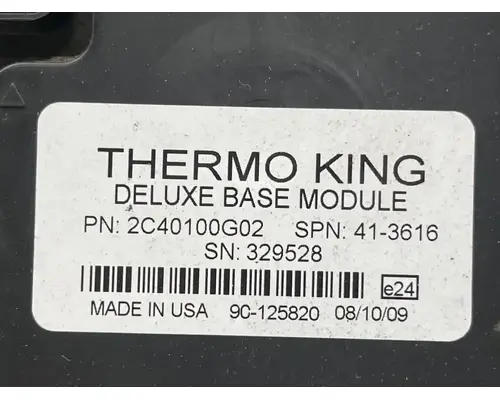 THERMO KING
DELUXE BASE MODULE
PN: 2C40100G02 SPN: 41-3616
SN: 329528
e24
MADE IN USA 9C-125820 08/10/09